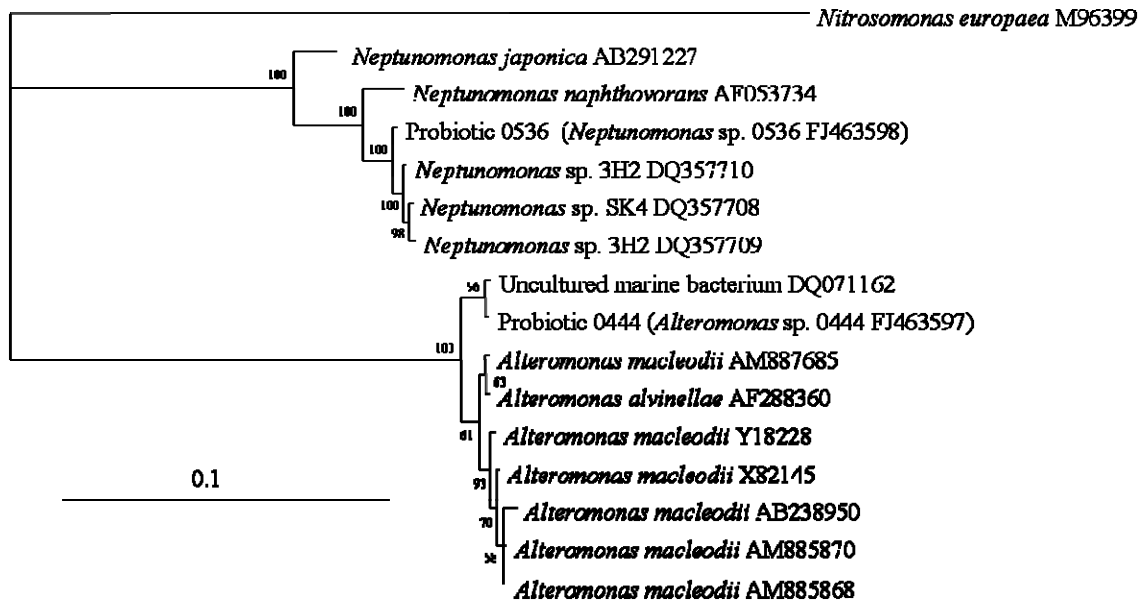 Nitrosomonas europaea M96399
Neptunomonas japonica AB291227
100
Neptunomonas naphthovorans AF053734
100
Probiotic 0536 (Neptunomonas sp. 0536 FJ463598)
100
Neptunomonas sp. 3H2 DQ357710
100
Neptunomonas sp. SK4 DQ357708
98
Neptunomonas sp. 3H2 DQ357709
Uncultured marine bacterium DQ071162
Probiotic 0444 (Alteromonas sp. 0444 FJ463597)
Alteromonas macleodii AM887685
63
Alteromonas alvinellae AF288360
Alteromonas macleodii Y18228
0.1
Alteromonas macleodii X82145
93
Alteromonas macleodii AB238950
70
Alteromonas macleodii AM885870
Alteromonas macleodii AM885868